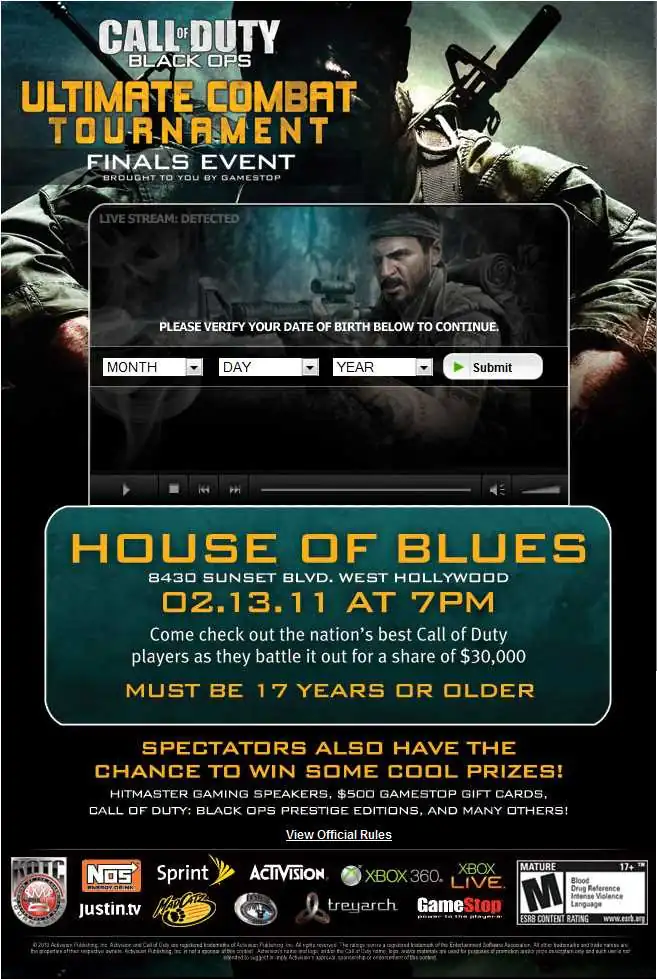 CALL OF DUTY
BLACK OPS
ULTIMATE COMBAT
TOURNAMENT
FINALS EVENT
BROUGHT TO YOU BY GAMESTOP
LIVE STREAM: DETECTED
PLEASE VERIFY YOUR DATE OF BIRTH BELOW TO CONTINUE.
MONTH DAY YEAR Submit
HOUSE OF BLUES
8430 SUNSET BLVD. WEST HOLLYWOOD
02.13.11 AT 7PM
Come check out the nation's best Call of Duty
players as they battle it out for a share of $30,000
MUST BE 17 YEARS OR OLDER
SPECTATORS ALSO HAVE THE
CHANCE TO WIN SOME COOL PRIZES!
HITMASTER GAMING SPEAKERS, $500 GAMESTOP GIFT CARDS,
CALL OF DUTY: BLACK OPS PRESTIGE EDITIONS, AND MANY OTHERS!
View Official Rules
NOS
ENERGY DRINK
Sprint
ACTIVISION
XBOX 360
XBOX
LIVE
justin.tv
MAD CATZ
treyarch
GameStop
power to the players
MATURE 17+
M
Blood
Drug Reference
Intense Violence
Language
ESRB CONTENT RATING www.esrb.org